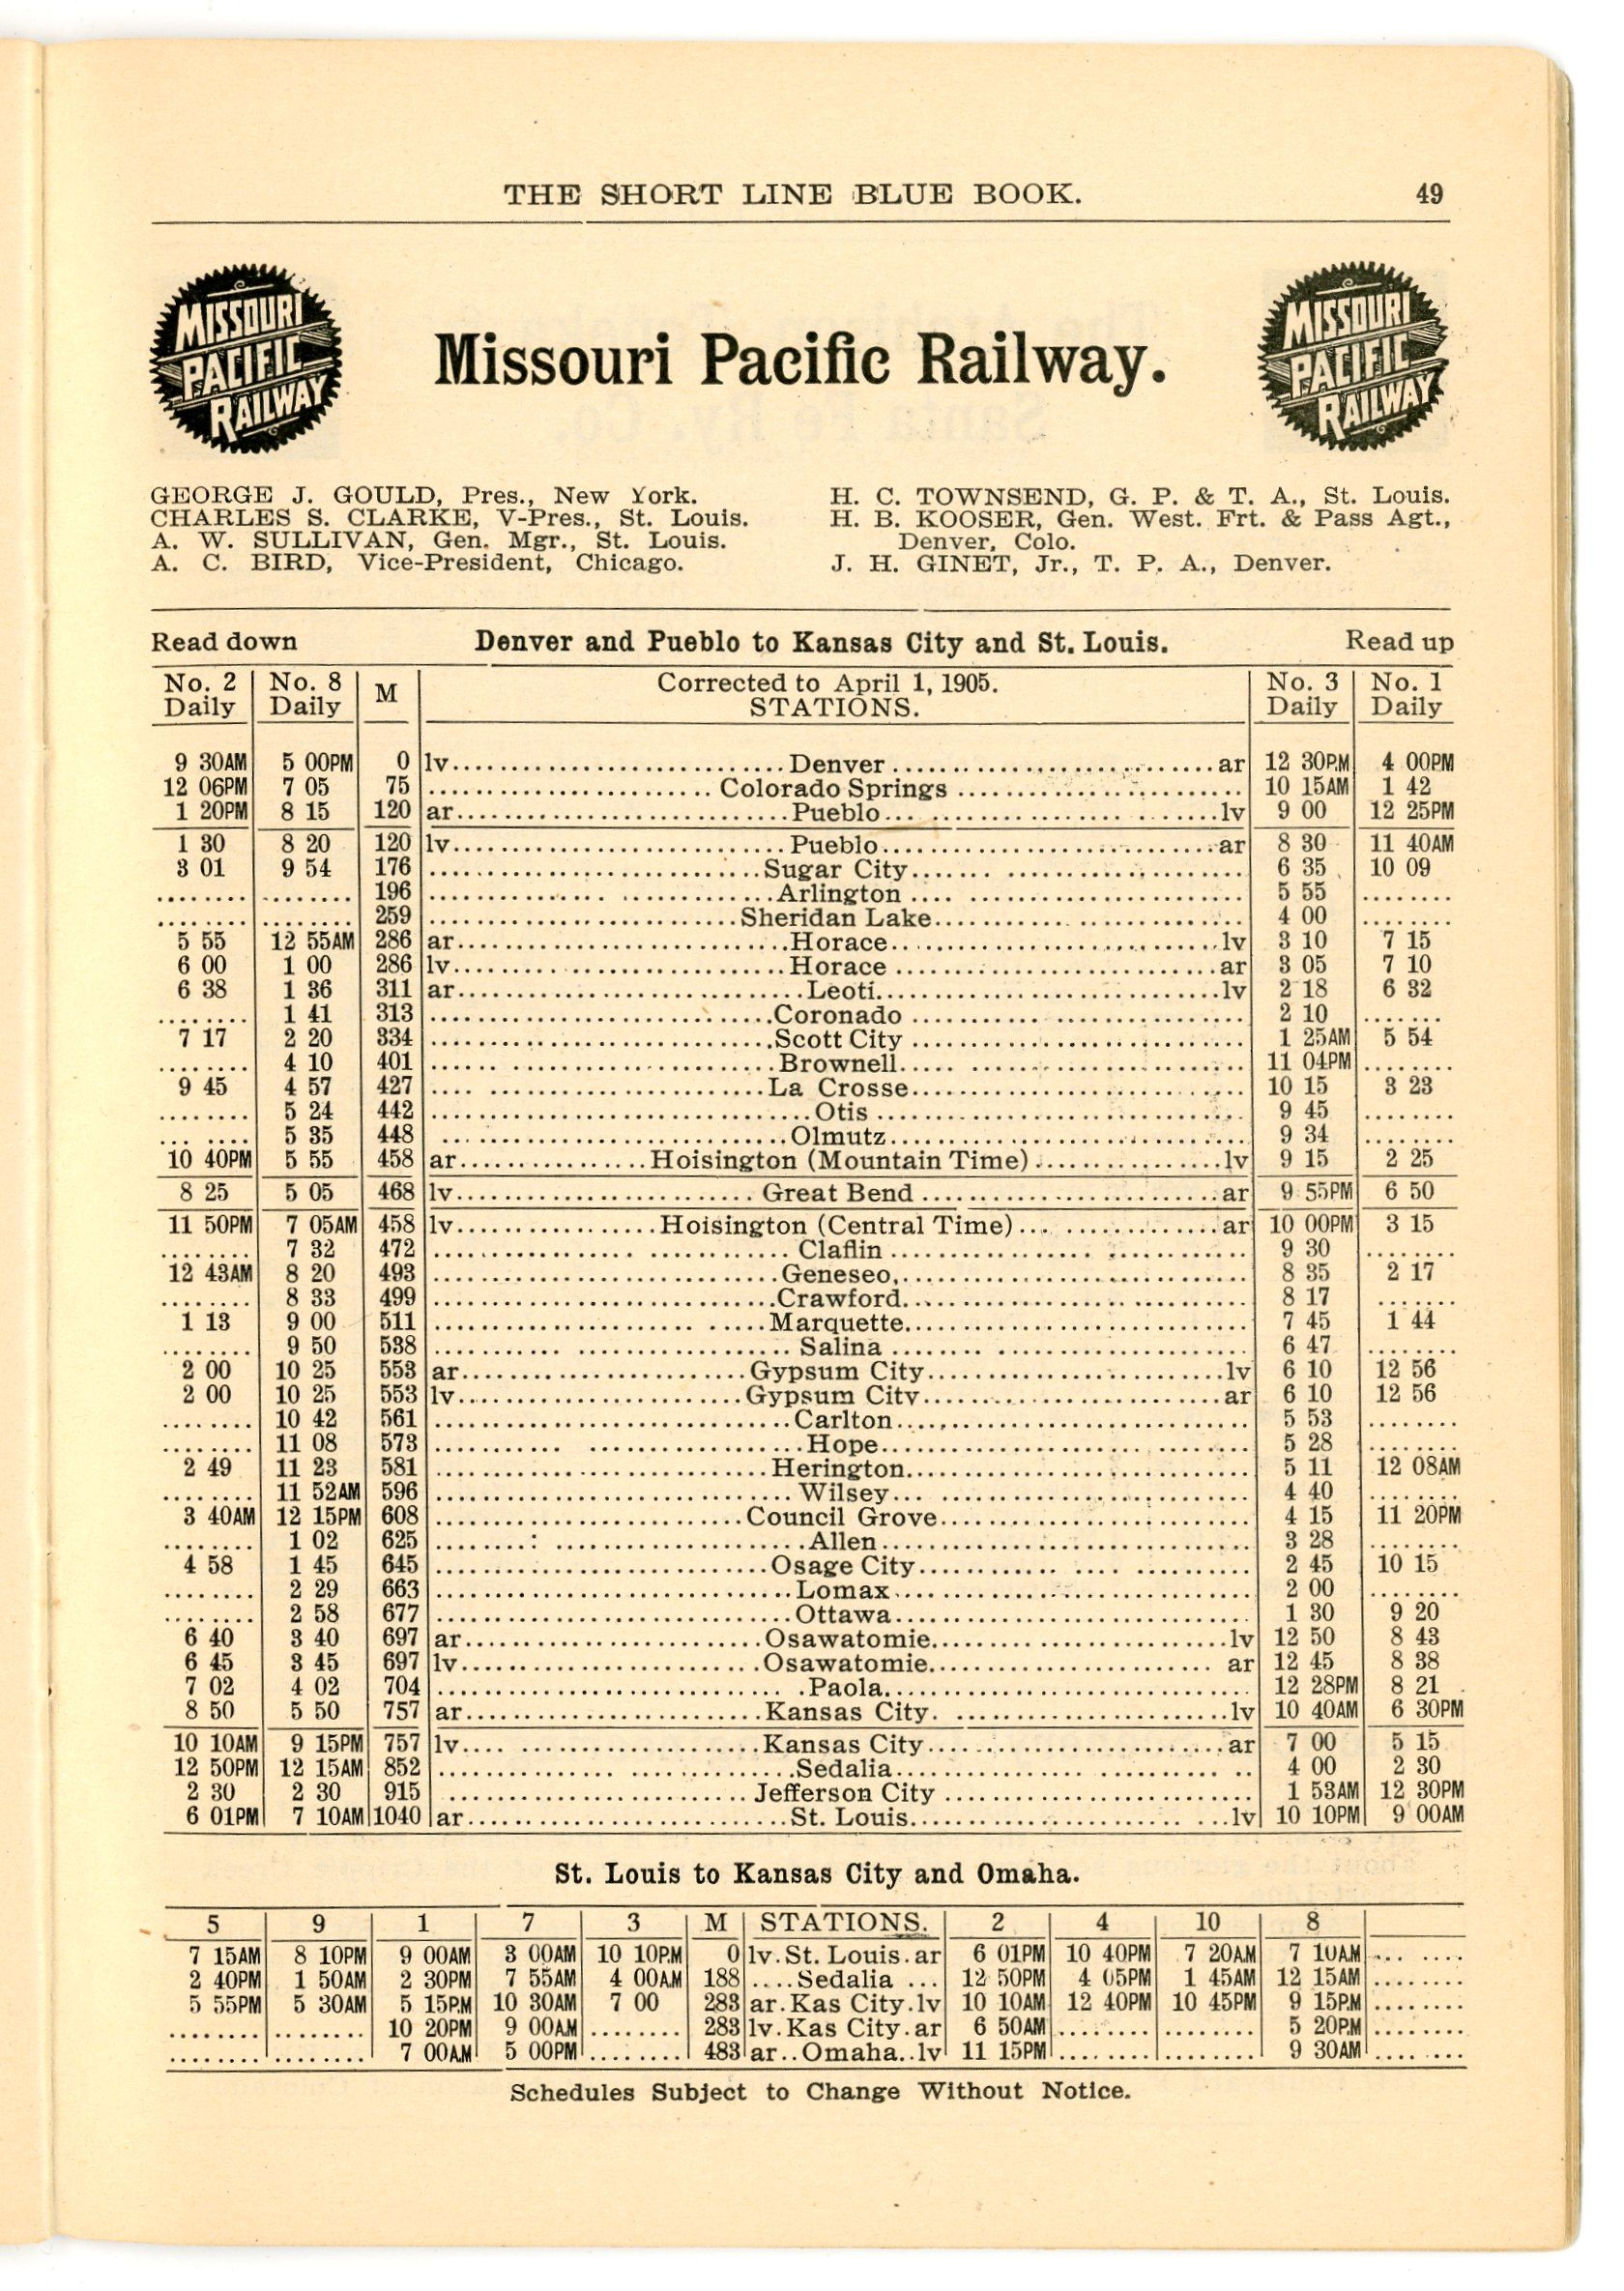 THE SHORT LINE BLUE BOOK. 49
MISSOURI PACIFIC RAILWAY
Missouri Pacific Railway.
MISSOURI PACIFIC RAILWAY
GEORGE J. GOULD, Pres., New York.
CHARLES S. CLARKE, V-Pres., St. Louis.
A. W. SULLIVAN, Gen. Mgr., St. Louis.
A. C. BIRD, Vice-President, Chicago.
H. C. TOWNSEND, G. P. & T. A., St. Louis.
H. B. KOOSER, Gen. West. Frt. & Pass Agt.,
Denver, Colo.
J. H. GINET, Jr., T. P. A., Denver.
Read down Denver and Pueblo to Kansas City and St. Louis. Read up
No. 2 Daily No. 8 Daily M Corrected to April 1, 1905. STATIONS. No. 3 Daily No. 1 Daily
9 30AM 5 00PM 0 lv Denver ar 12 30PM 4 00PM
12 06PM 7 05 75 Colorado Springs 10 15AM 1 42
1 20PM 8 15 120 ar Pueblo lv 9 00 12 25PM
1 30 8 20 120 lv Pueblo ar 8 30 11 40AM
3 01 9 54 176 Sugar City 6 35 10 09
196 Arlington 5 55
259 Sheridan Lake 4 00
5 55 12 55AM 286 ar Horace lv 3 10 7 15
6 00 1 00 286 lv Horace ar 3 05 7 10
6 38 1 36 311 ar Leoti lv 2 18 6 32
1 41 313 Coronado 2 10
7 17 2 20 334 Scott City 1 25AM 5 54
4 10 401 Brownell 11 04PM
9 45 4 57 427 La Crosse 10 15 3 23
5 24 442 Otis 9 45
5 35 448 Olmutz 9 34
10 40PM 5 55 458 ar Hoisington (Mountain Time) lv 9 15 2 25
8 25 5 05 468 lv Great Bend ar 9 55PM 6 50
11 50PM 7 05AM 458 lv Hoisington (Central Time) ar 10 00PM 3 15
7 32 472 Claflin 9 30
12 43AM 8 20 493 Geneseo 8 35 2 17
8 33 499 Crawford 8 17
1 13 9 00 511 Marquette 7 45 1 44
9 50 538 Salina 6 47
2 00 10 25 553 ar Gypsum City lv 6 10 12 56
2 00 10 25 553 lv Gypsum City ar 6 10 12 56
10 42 561 Carlton 5 53
11 08 573 Hope 5 28
2 49 11 23 581 Herington 5 11 12 08AM
11 52AM 596 Wilsey 4 40
3 40AM 12 15PM 608 Council Grove 4 15 11 20PM
1 02 625 Allen 3 28
4 58 1 45 645 Osage City 2 45 10 15
2 29 663 Lomax 2 00
2 58 677 Ottawa 1 30 9 20
6 40 3 40 697 ar Osawatomie lv 12 50 8 43
6 45 3 45 697 lv Osawatomie ar 12 45 8 38
7 02 4 02 704 Paola 12 28PM 8 21
8 50 5 50 757 ar Kansas City lv 10 40AM 6 30PM
10 10AM 9 15PM 757 lv Kansas City ar 7 00 5 15
12 50PM 12 15AM 852 Sedalia 4 00 2 30
2 30 2 30 915 Jefferson City 1 53AM 12 30PM
6 01PM 7 10AM 1040 ar St. Louis lv 10 10PM 9 00AM
St. Louis to Kansas City and Omaha.
5 9 1 7 3 M STATIONS. 2 4 10 8
7 15AM 8 10PM 9 00AM 3 00AM 10 10PM 0 lv. St. Louis. ar 6 01PM 10 40PM 7 20AM 7 10AM
2 40PM 1 50AM 2 30PM 7 55AM 4 00AM 188 Sedalia 12 50PM 4 05PM 1 45AM 12 15AM
5 55PM 5 30AM 5 15PM 10 30AM 7 00 283 ar. Kas City. lv 10 10AM 12 40PM 10 45PM 9 15PM
10 20PM 9 00AM 283 lv. Kas City. ar 6 50AM 5 20PM
7 00AM 5 00PM 483 ar.. Omaha.. lv 11 15PM 9 30AM
Schedules Subject to Change Without Notice.